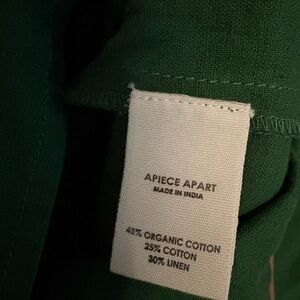 APIECE APART
MADE IN INDIA
45% ORGANIC COTTON
25% COTTON
30% LINEN